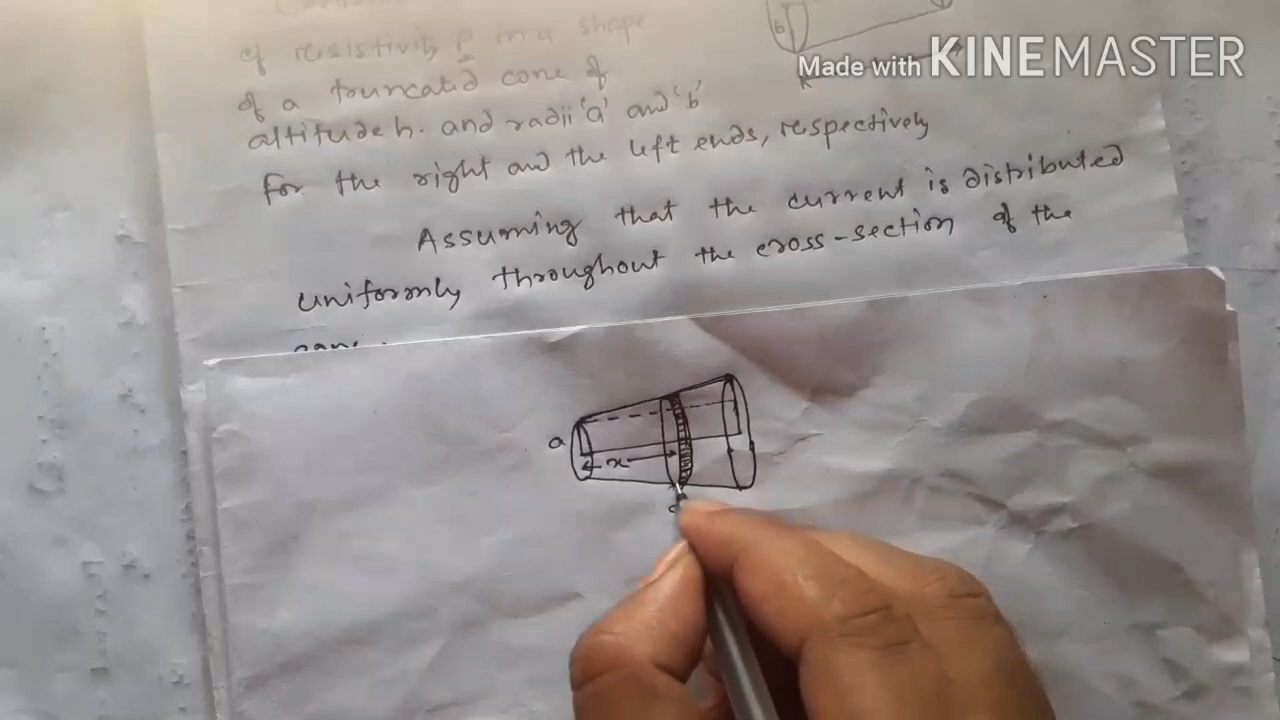 of resistivity ρ in a shape
of a truncated cone of
altitude h. and radii 'a' and 'b'
for the right and the left ends, respectively
Assuming that the current is distributed
uniformly throughout the cross-section of the
b
Made with KINEMASTER
a
x